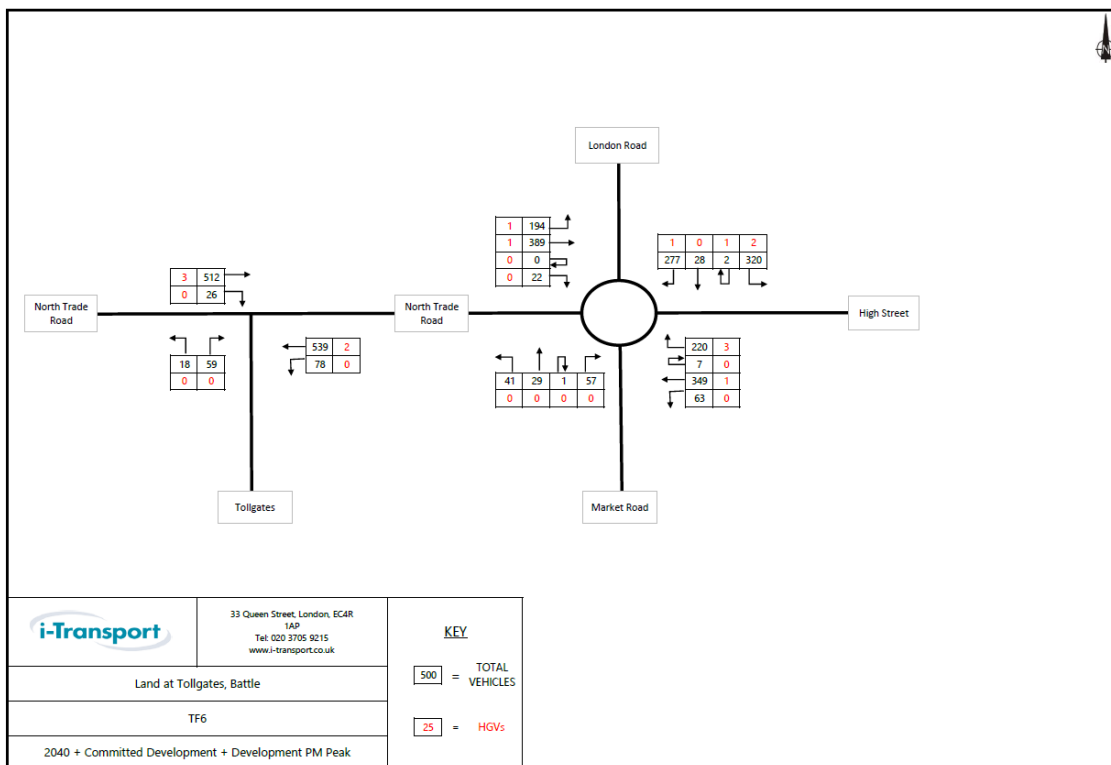 London Road
1 194
1 389
0 0
0 22
1 0 1 2
277 28 2 320
3 512
0 26
North Trade
Road
North Trade
Road
High Street
18 59
0 0
539 2
78 0
41 29 1 57
0 0 0 0
220 3
7 0
349 1
63 0
Tollgates
Market Road
i-Transport
33 Queen Street, London, EC4R
1AP
Tel: 020 3705 9215
www.i-transport.co.uk
Land at Tollgates, Battle
TF6
2040 + Committed Development + Development PM Peak
KEY
500 = TOTAL
VEHICLES
25 = HGVs